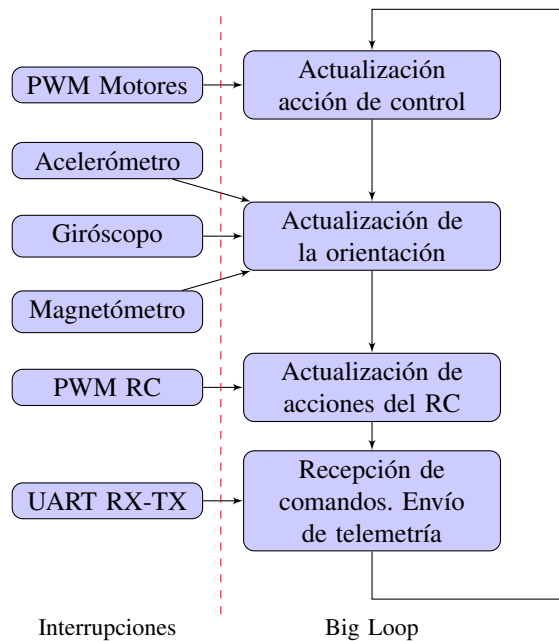 PWM Motores
Actualización
acción de control
Acelerómetro
Giróscopo
Magnetómetro
Actualización de
la orientación
PWM RC
Actualización de
acciones del RC
UART RX-TX
Recepción de
comandos. Envío
de telemetría
Interrupciones
Big Loop